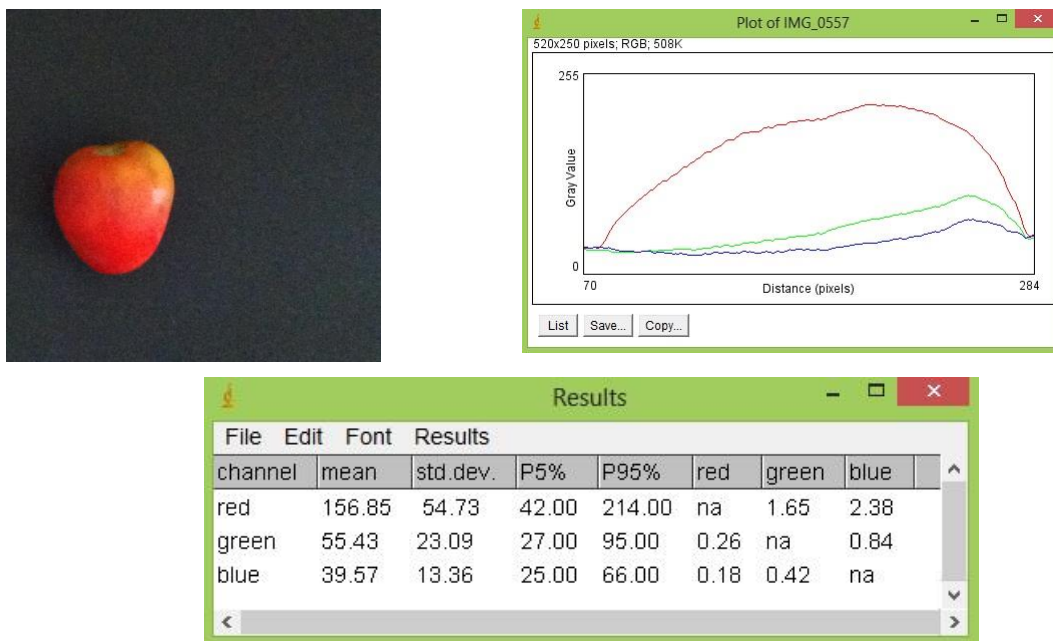 Plot of IMG_0557
520x250 pixels; RGB; 508K
255
Gray Value
0
70
Distance (pixels)
284
List Save... Copy...
Results
File Edit Font Results
channel mean std.dev. P5% P95% red green blue
red 156.85 54.73 42.00 214.00 na 1.65 2.38
green 55.43 23.09 27.00 95.00 0.26 na 0.84
blue 39.57 13.36 25.00 66.00 0.18 0.42 na